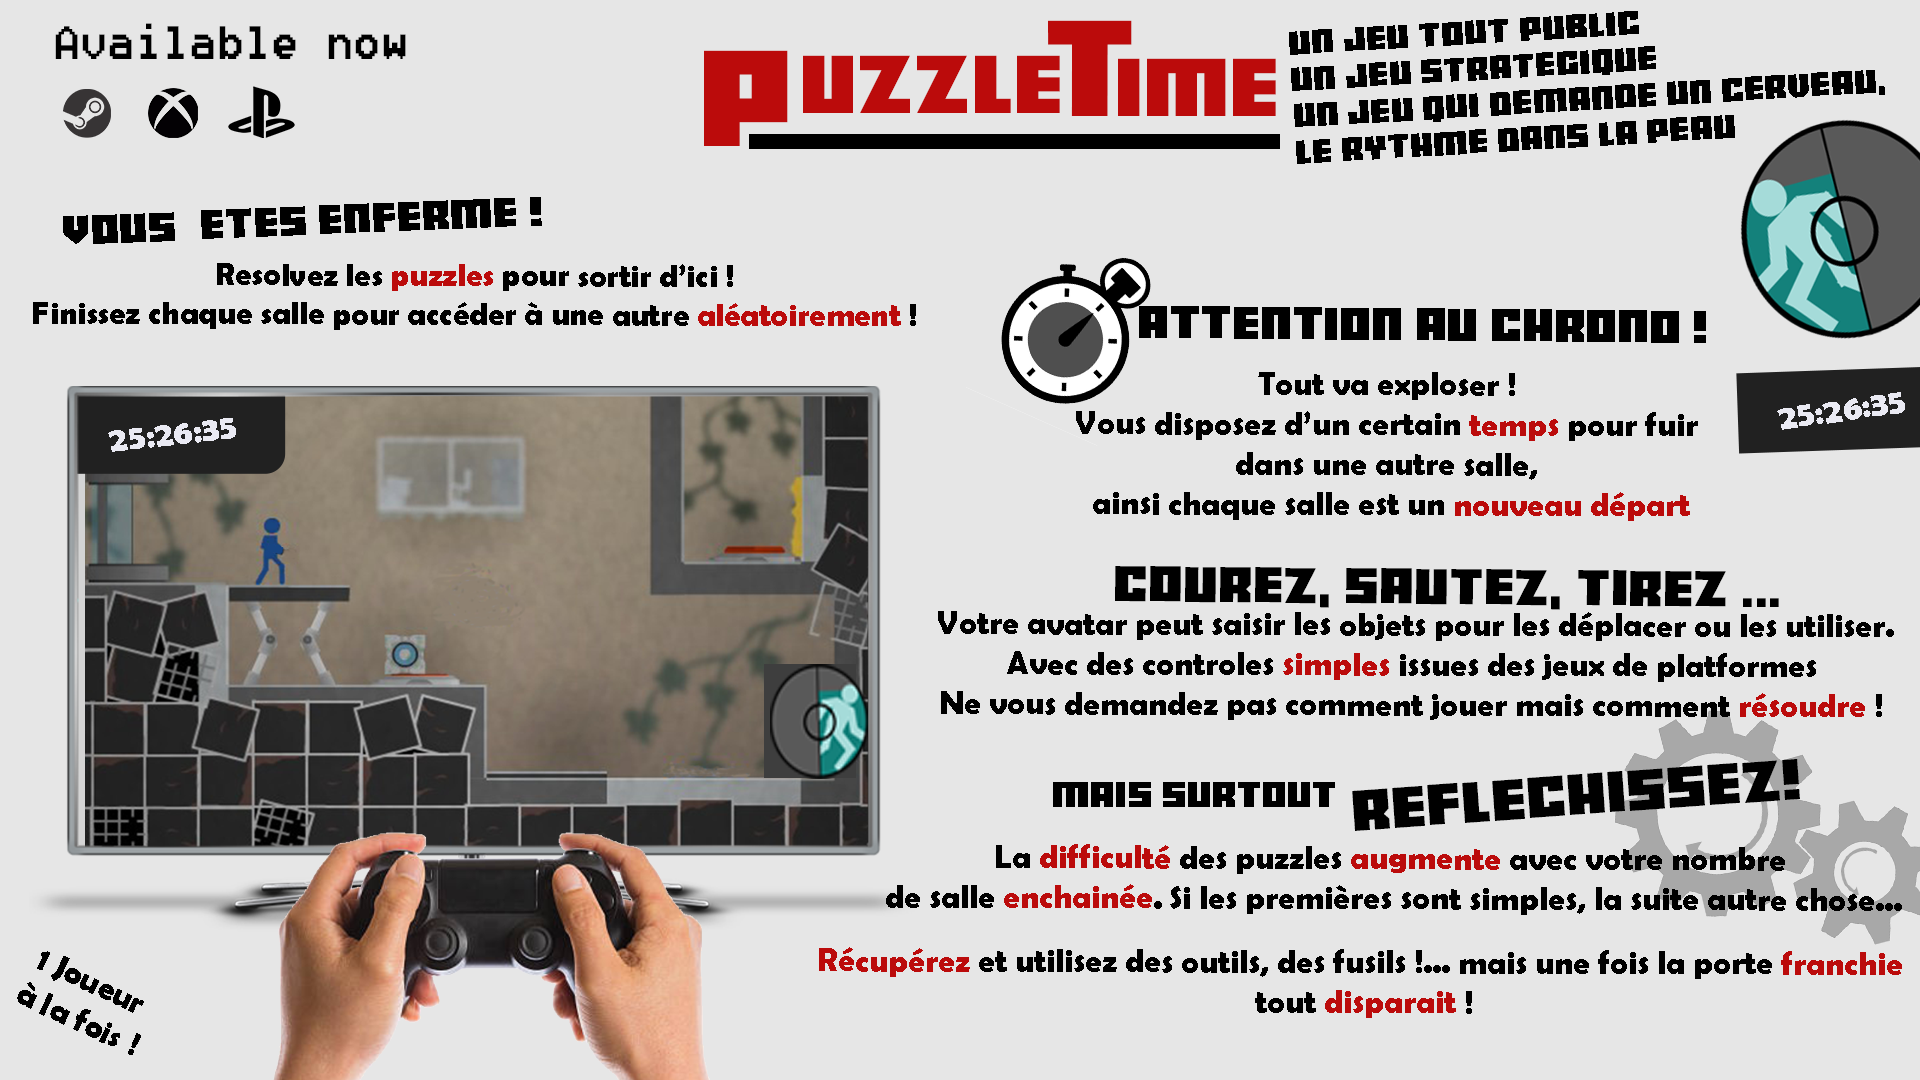 Available now
PUZZLETIME
UN JEU TOUT PUBLIC
UN JEU STRATEGIQUE
UN JEU QUI DEMANDE UN CERVEAU,
LE RYTHME DANS LA PEAU
VOUS ETES ENFERME !
Resolvez les puzzles pour sortir d'ici !
Finissez chaque salle pour accéder à une autre aléatoirement !
25:26:35
1 Joueur
à la fois !
ATTENTION AU CHRONO !
Tout va exploser !
Vous disposez d'un certain temps pour fuir
dans une autre salle,
ainsi chaque salle est un nouveau départ
25:26:35
COUREZ, SAUTEZ, TIREZ ...
Votre avatar peut saisir les objets pour les déplacer ou les utiliser.
Avec des controles simples issues des jeux de platformes
Ne vous demandez pas comment jouer mais comment résoudre !
MAIS SURTOUT REFLECHISSEZ!
La difficulté des puzzles augmente avec votre nombre
de salle enchainée. Si les premières sont simples, la suite autre chose...
Récupérez et utilisez des outils, des fusils !... mais une fois la porte franchie
tout disparait !